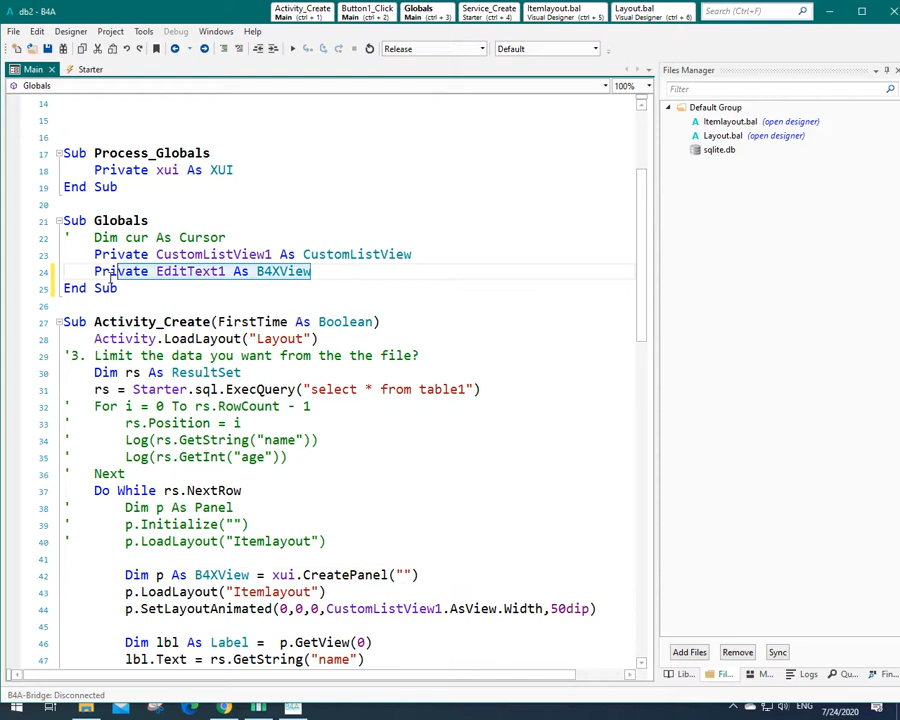 db2 - B4A
Activity_Create
Main (ctrl + 1)
Button1_Click
Main (ctrl + 2)
Globals
Main (ctrl + 3)
Service_Create
Starter (ctrl + 4)
Itemlayout.bal
Visual Designer (ctrl + 5)
Layout.bal
Visual Designer (ctrl + 6)
Search (Ctrl + F)
File Edit Designer Project Tools Debug Windows Help
Release
Default
Main
Starter
Globals
100%
14
15
16
17 Sub Process_Globals
18 Private xui As XUI
19 End Sub
20
21 Sub Globals
22 ' Dim cur As Cursor
23 Private CustomListView1 As CustomListView
24 Private EditText1 As B4XView
25 End Sub
26
27 Sub Activity_Create(FirstTime As Boolean)
28 Activity.LoadLayout("Layout")
29 '3. Limit the data you want from the the file?
30 Dim rs As ResultSet
31 rs = Starter.sql.ExecQuery("select * from table1")
32 ' For i = 0 To rs.RowCount - 1
33 ' rs.Position = i
34 ' Log(rs.GetString("name"))
35 ' Log(rs.GetInt("age"))
36 ' Next
37 Do While rs.NextRow
38 ' Dim p As Panel
39 ' p.Initialize("")
40 ' p.LoadLayout("Itemlayout")
41
42 Dim p As B4XView = xui.CreatePanel("")
43 p.LoadLayout("Itemlayout")
44 p.SetLayoutAnimated(0,0,0,CustomListView1.AsView.Width,50dip)
45
46 Dim lbl As Label = p.GetView(0)
47 lbl.Text = rs.GetString("name")
Files Manager
Filter
Default Group
Itemlayout.bal (open designer)
Layout.bal (open designer)
sqlite.db
Add Files
Remove
Sync
Lib...
Fil...
M...
Logs
Qu...
Fin...
B4A-Bridge: Disconnected
ENG
5:50 PM
7/24/2020